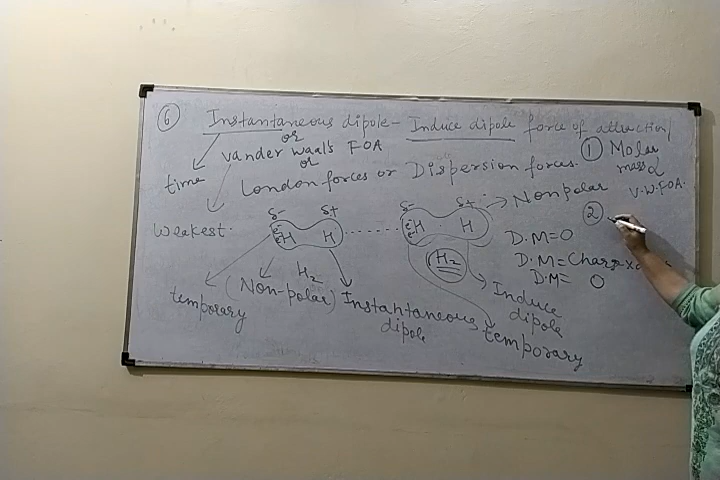 ⑥ Instantaneous dipole - Induce dipole force of attraction/
or
vander waal's FOA
or
London forces or Dispersion forces.
time
Weakest.
① Molar
mass α
V.W.FOA.
②
δ- δ+
e-
e-
H H
δ- δ+
e-
e-
H . H
→ Nonpolar
D.M=0
D.M= Charge x
D.M= 0
H2
(Non-polar)
temporary
Instantaneous
dipole
H2
Induce
dipole
temporary